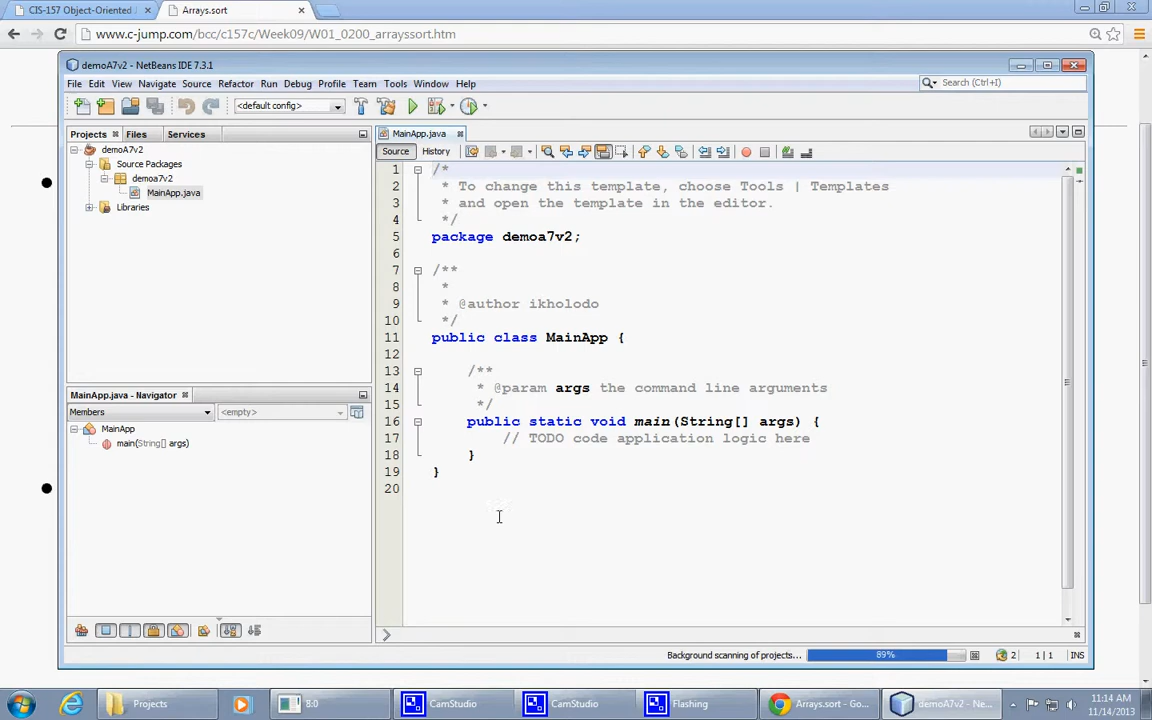 CIS-157 Object-Oriented
Arrays.sort
www.c-jump.com/bcc/c157c/Week09/W01_0200_arrayssort.htm
demoA7v2 - NetBeans IDE 7.3.1
File Edit View Navigate Source Refactor Run Debug Profile Team Tools Window Help
Search (Ctrl+I)
<default config>
Projects Files Services
MainApp.java
demoA7v2
Source Packages
demoa7v2
MainApp.java
Libraries
Source History
1 /*
2 * To change this template, choose Tools | Templates
3 * and open the template in the editor.
4 */
5 package demoa7v2;
6
7 /**
8 *
9 * @author ikholodo
10 */
11 public class MainApp {
12
13 /**
14 * @param args the command line arguments
15 */
16 public static void main(String[] args) {
17 // TODO code application logic here
18 }
19 }
20
MainApp.java - Navigator
Members <empty>
MainApp
main(String[] args)
Background scanning of projects... 89% 2 1 | 1 INS
Projects 8:0 CamStudio CamStudio Flashing Arrays.sort - Go... demoA7v2 - Ne...
11:14 AM
11/14/2013